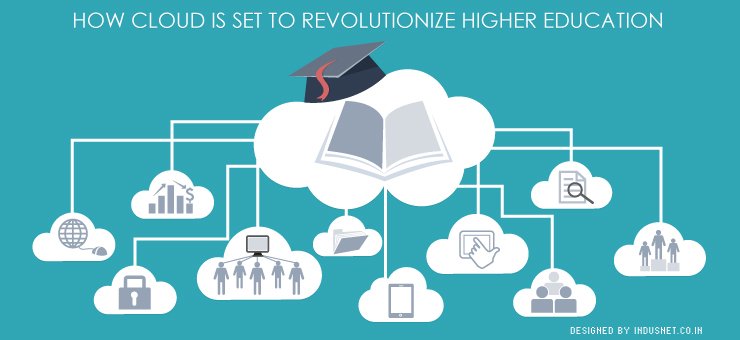 HOW CLOUD IS SET TO REVOLUTIONIZE HIGHER EDUCATION
$
DESIGNED BY INDUSNET.CO.IN